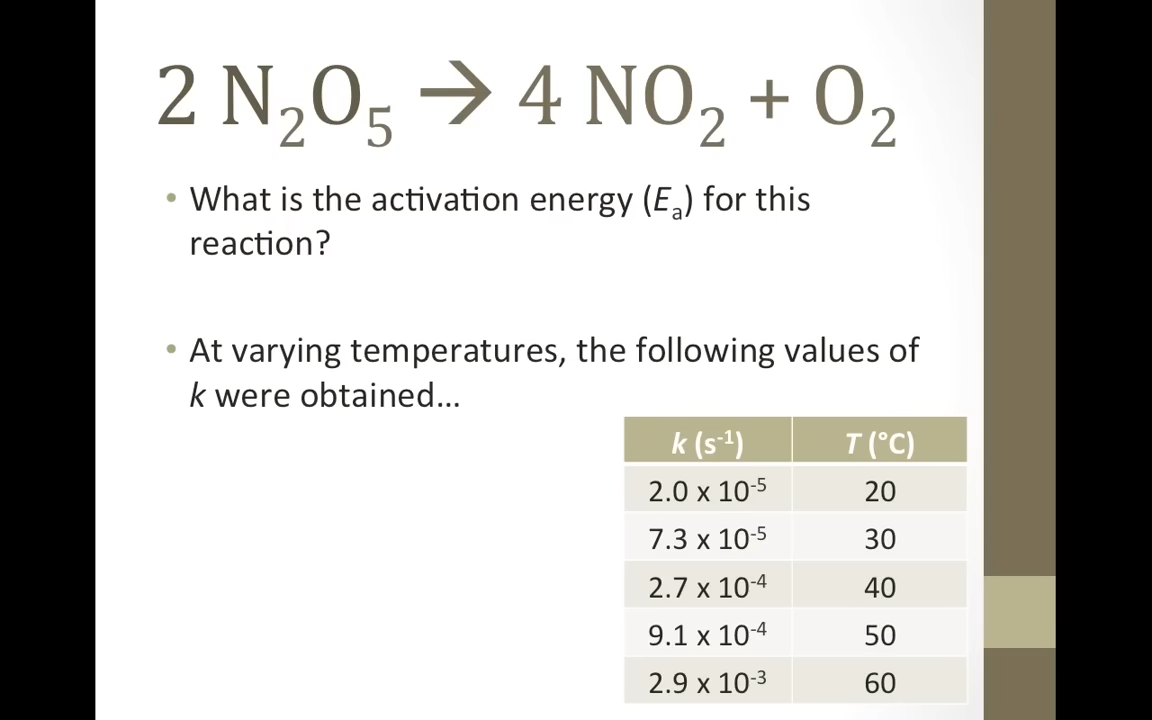 2 N₂O₅ → 4 NO₂ + O₂
• What is the activation energy (Eₐ) for this
reaction?
• At varying temperatures, the following values of
k were obtained…
k (s⁻¹) T (°C)
2.0 x 10⁻⁵ 20
7.3 x 10⁻⁵ 30
2.7 x 10⁻⁴ 40
9.1 x 10⁻⁴ 50
2.9 x 10⁻³ 60